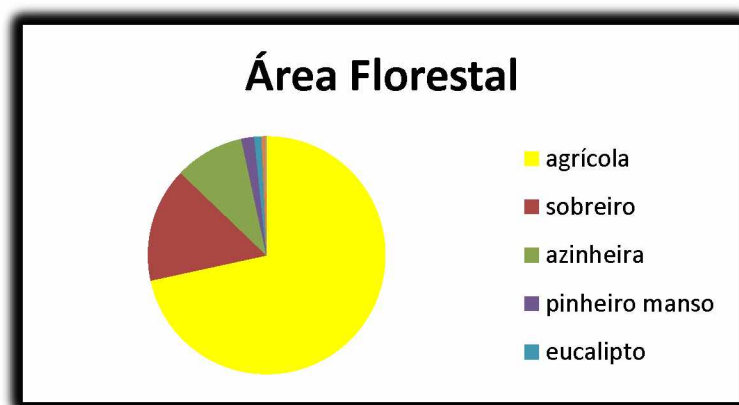 Área Florestal
agrícola
sobreiro
azinheira
pinheiro manso
eucalipto